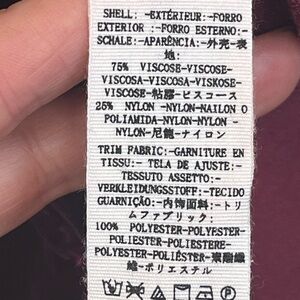 SHELL: -EXTÉRIEUR:-FORRO
EXTERIOR :-FORRO ESTERNO:-
SCHALE:-APARÊNCIA:-外壳-表
地:
75% VISCOSE-VISCOSE-
VISCOSA-VISCOSA-VISKOSE-
VISCOSE-粘膠-ビスコース
25% NYLON-NYLON-NAILON O
POLIAMIDA-NYLON-NYLON-
NYLON-尼龍-ナイロン
TRIM FABRIC:-GARNITURE EN
TISSU:- TELA DE AJUSTE:-
TESSUTO ASSETTO-
VERKLEIDUNGSSTOFF:-TECIDO
GUARNIÇÃO:-内饰面料:-トリ
ムファブリック:
100% POLYESTER-POLYESTER-
POLIESTER-POLIESTERE-
POLYESTER-POLIÉSTER-聚酯纖
維-ポリエステル